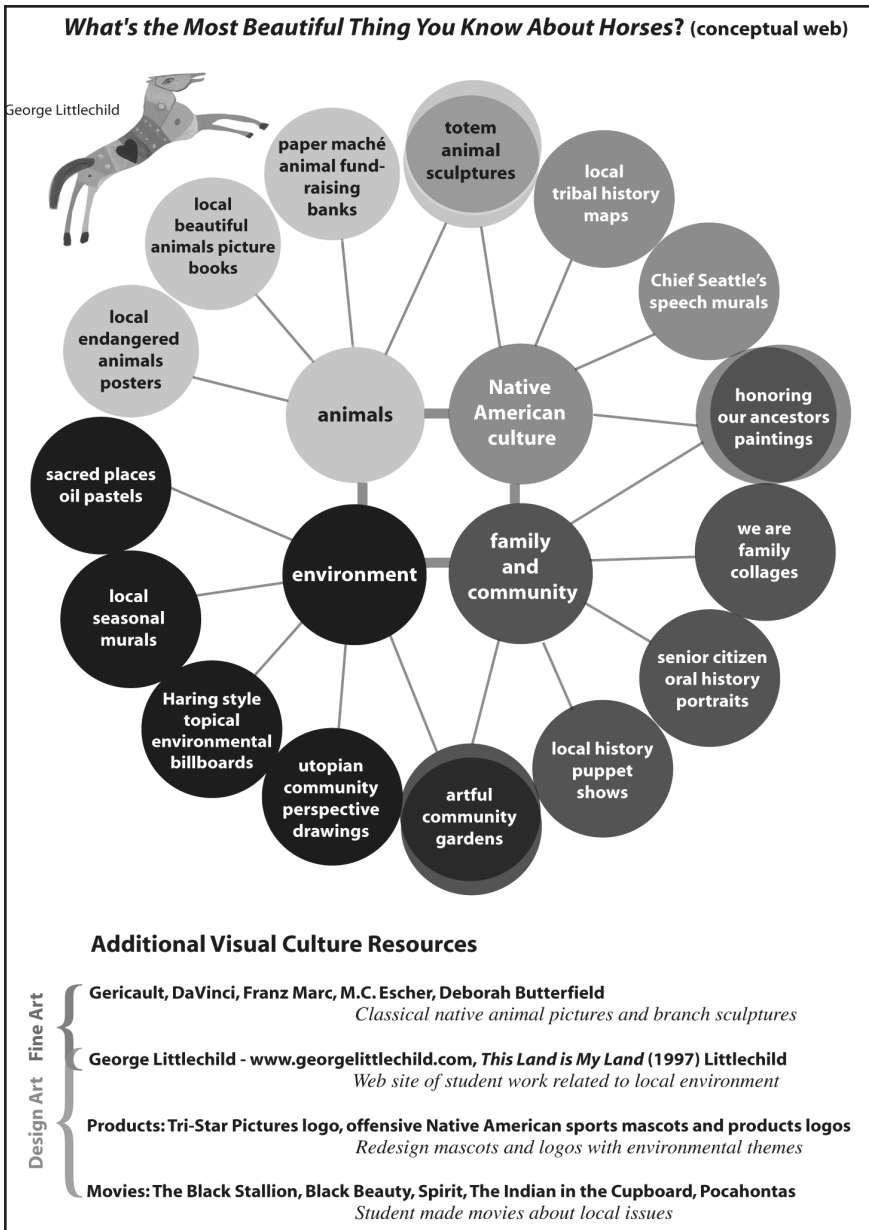 What's the Most Beautiful Thing You Know About Horses? (conceptual web)
George Littlechild
paper maché
animal fund-
raising
banks
totem
animal
sculptures
local
tribal history
maps
local
beautiful
animals picture
books
Chief Seattle's
speech murals
local
endangered
animals
posters
animals
Native
American
culture
honoring
our ancestors
paintings
sacred places
oil pastels
environment
family
and
community
we are
family
collages
local
seasonal
murals
senior citizen
oral history
portraits
Haring style
topical
environmental
billboards
utopian
community
perspective
drawings
artful
community
gardens
local history
puppet
shows
Additional Visual Culture Resources
Fine Art
Gericault, DaVinci, Franz Marc, M.C. Escher, Deborah Butterfield
Classical native animal pictures and branch sculptures
George Littlechild - www.georgelittlechild.com, This Land is My Land (1997) Littlechild
Web site of student work related to local environment
Design Art
Products: Tri-Star Pictures logo, offensive Native American sports mascots and products logos
Redesign mascots and logos with environmental themes
Movies: The Black Stallion, Black Beauty, Spirit, The Indian in the Cupboard, Pocahontas
Student made movies about local issues